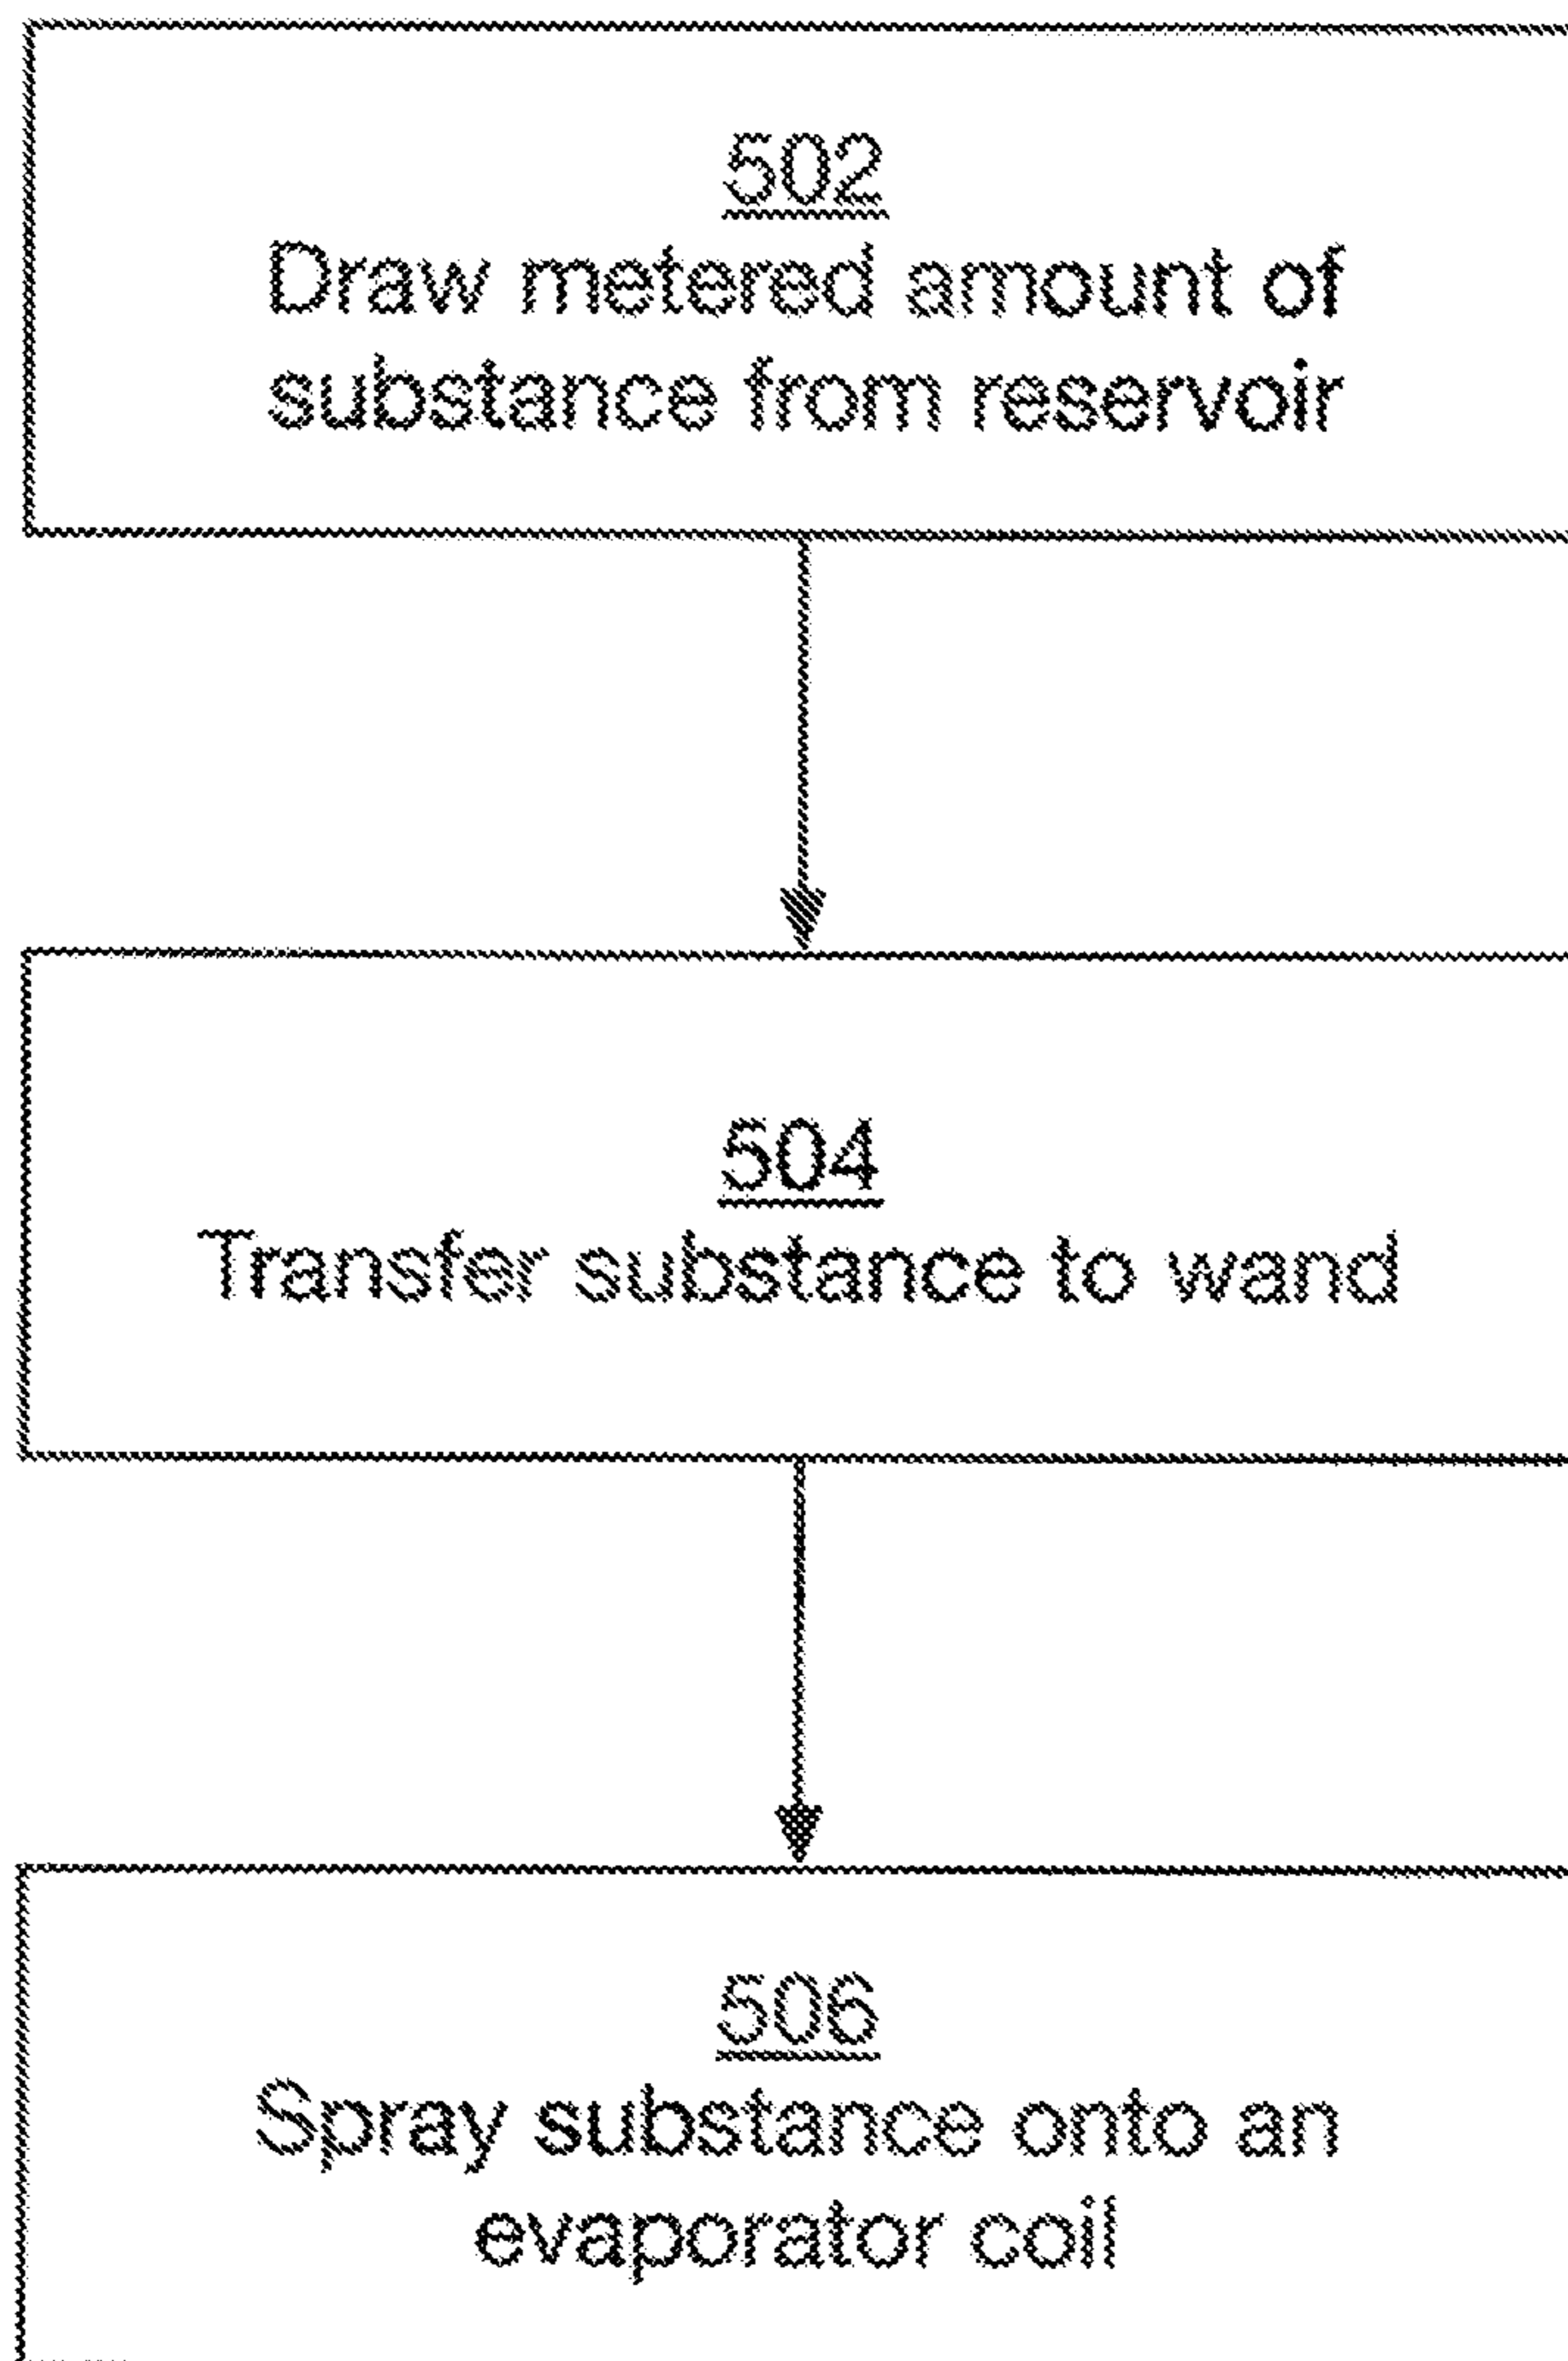 502
Draw metered amount of
substance from reservoir
504
Transfer substance to wand
506
Spray substance onto an
evaporator coil